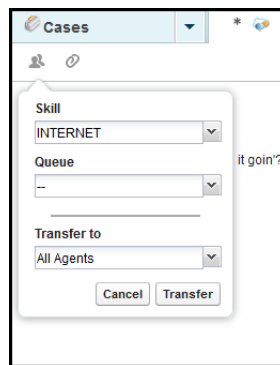 Cases
*
Skill
INTERNET
Queue
--
it goin'?
Transfer to
All Agents
Cancel Transfer